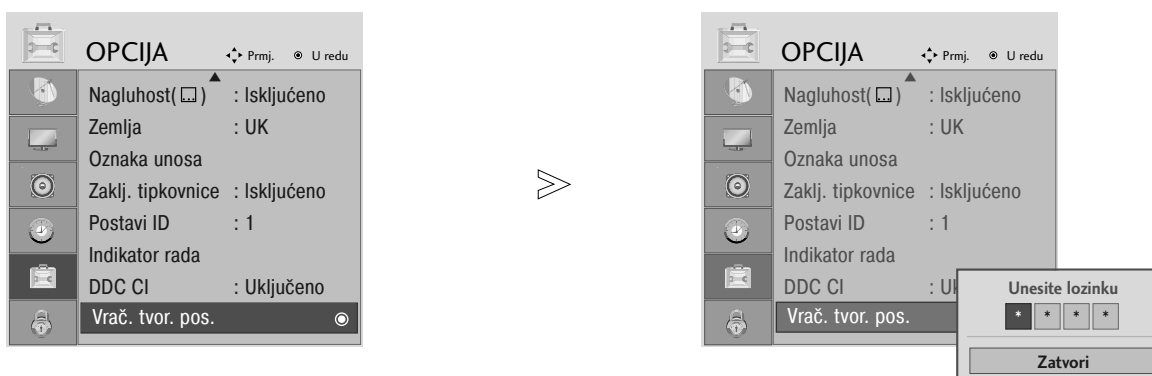 OPCIJA Prmj. U redu
Nagluhost( ) : Isključeno
Zemlja : UK
Oznaka unosa
Zaklj. tipkovnice : Isključeno
Postavi ID : 1
Indikator rada
DDC CI : Uključeno
Vrač. tvor. pos.
>
OPCIJA Prmj. U redu
Nagluhost( ) : Isključeno
Zemlja : UK
Oznaka unosa
Zaklj. tipkovnice : Isključeno
Postavi ID : 1
Indikator rada
DDC CI : Uk
Vrač. tvor. pos.
Unesite lozinku
* * * *
Zatvori